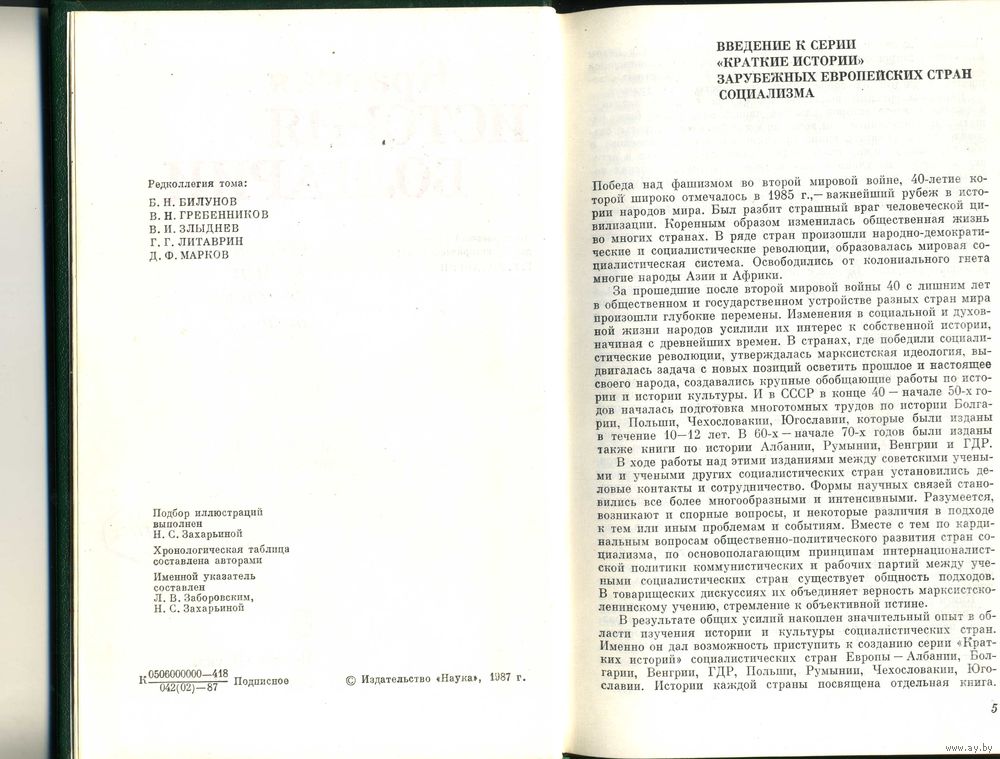 Редколлегия тома:
Б. Н. БИЛУНОВ
В. Н. ГРЕБЕННИКОВ
В. И. ЗЛЫДНЕВ
Г. Г. ЛИТАВРИН
Д. Ф. МАРКОВ
Подбор иллюстраций
выполнен
Н. С. Захарьиной
Хронологическая таблица
составлена авторами
Именной указатель
составлен
Л. В. Заборовским,
Н. С. Захарьиной
К 0506000000—418
042(02)—87 Подписное
© Издательство «Наука», 1987 г.
ВВЕДЕНИЕ К СЕРИИ
«КРАТКИЕ ИСТОРИИ»
ЗАРУБЕЖНЫХ ЕВРОПЕЙСКИХ СТРАН
СОЦИАЛИЗМА
Победа над фашизмом во второй мировой войне, 40-летие ко-
торой широко отмечалось в 1985 г.,— важнейший рубеж в исто-
рии народов мира. Был разбит страшный враг человеческой ци-
вилизации. Коренным образом изменилась общественная жизнь
во многих странах. В ряде стран произошли народно-демократи-
ческие и социалистические революции, образовалась мировая со-
циалистическая система. Освободились от колониального гнета
многие народы Азии и Африки.
За прошедшие после второй мировой войны 40 с лишним лет
в общественном и государственном устройстве разных стран мира
произошли глубокие перемены. Изменения в социальной и духов-
ной жизни народов усилили их интерес к собственной истории,
начиная с древнейших времен. В странах, где победили социали-
стические революции, утверждалась марксистская идеология, вы-
двигалась задача с новых позиций осветить прошлое и настоящее
своего народа, создавались крупные обобщающие работы по исто-
рии и истории культуры. И в СССР в конце 40 — начале 50-х го-
дов началась подготовка многотомных трудов по истории Болга-
рии, Польши, Чехословакии, Югославии, которые были изданы
в течение 10—12 лет. В 60-х — начале 70-х годов были изданы
также книги по истории Албании, Румынии, Венгрии и ГДР.
В ходе работы над этими изданиями между советскими учены-
ми и учеными других социалистических стран установились де-
ловые контакты и сотрудничество. Формы научных связей стано-
вились все более многообразными и интенсивными. Разумеется,
возникают и спорные вопросы, и некоторые различия в подходе
к тем или иным проблемам и событиям. Вместе с тем по карди-
нальным вопросам общественно-политического развития стран со-
циализма, по основополагающим принципам интернационалист-
ской политики коммунистических и рабочих партий между уче-
ными социалистических стран существует общность подходов.
В товарищеских дискуссиях их объединяет верность марксистско-
ленинскому учению, стремление к объективной истине.
В результате общих усилий накоплен значительный опыт в об-
ласти изучения истории и культуры социалистических стран.
Именно он дал возможность приступить к созданию серии «Крат-
ких историй» социалистических стран Европы — Албании, Бол-
гарии, Венгрии, ГДР, Польши, Румынии, Чехословакии, Юго-
славии. Истории каждой страны посвящена отдельная книга.
5
www.ay.by